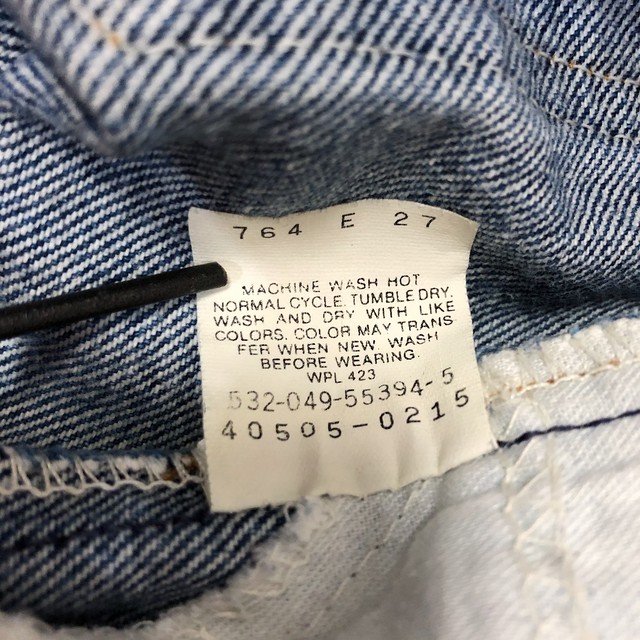 764 E 27
MACHINE WASH HOT
NORMAL CYCLE. TUMBLE DRY.
WASH AND DRY WITH LIKE
COLORS. COLOR MAY TRANS
FER WHEN NEW. WASH
BEFORE WEARING.
WPL 423
532-049-55394-5
40505-0215